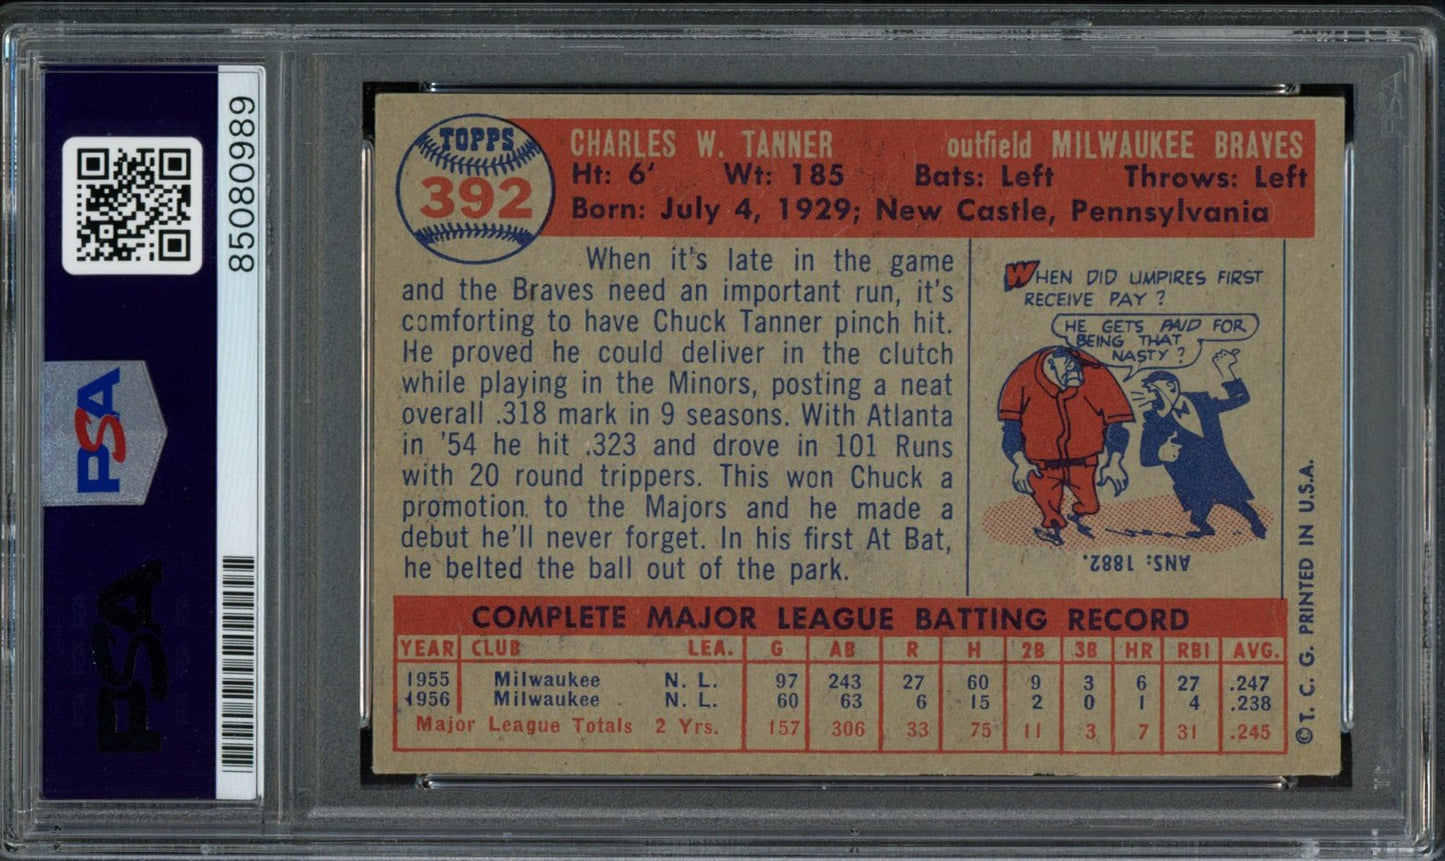 85080989
PSA
PSA
TOPPS
392
CHARLES W. TANNER outfield MILWAUKEE BRAVES
Ht: 6' Wt: 185 Bats: Left Throws: Left
Born: July 4, 1929; New Castle, Pennsylvania
When it's late in the game
and the Braves need an important run, it's
comforting to have Chuck Tanner pinch hit.
He proved he could deliver in the clutch
while playing in the Minors, posting a neat
overall .318 mark in 9 seasons. With Atlanta
in '54 he hit .323 and drove in 101 Runs
with 20 round trippers. This won Chuck a
promotion to the Majors and he made a
debut he'll never forget. In his first At Bat,
he belted the ball out of the park.
WHEN DID UMPIRES FIRST
RECEIVE PAY?
HE GETS PAID FOR
BEING THAT
NASTY?
ANS: 1882.
COMPLETE MAJOR LEAGUE BATTING RECORD
YEAR CLUB LEA. G AB R H 2B 3B HR RBI AVG.
1955 Milwaukee N. L. 97 243 27 60 9 3 6 27 .247
1956 Milwaukee N. L. 60 63 6 15 2 0 1 4 .238
Major League Totals 2 Yrs. 157 306 33 75 11 3 7 31 .245
© T. C. G. PRINTED IN U.S.A.
PSA